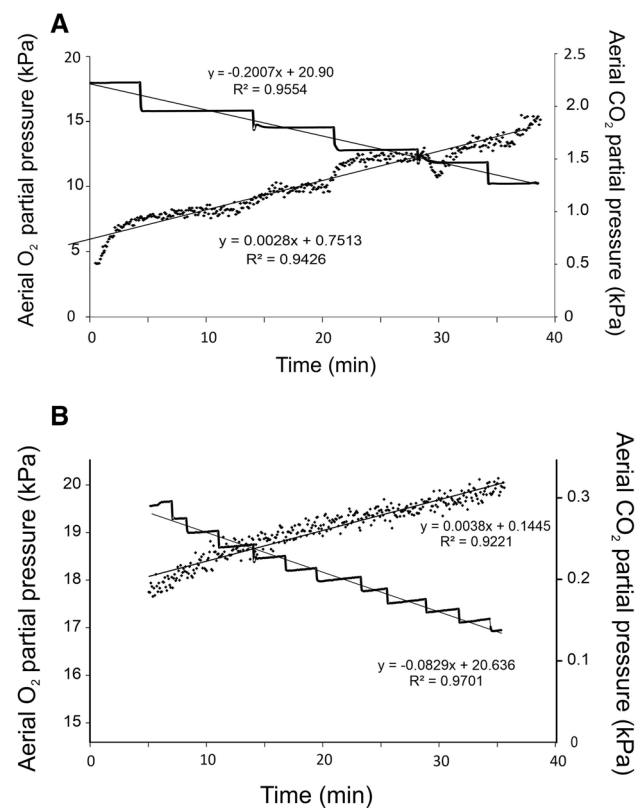 A
Aerial O2 partial pressure (kPa)
20
15
10
5
0
y = -0.2007x + 20.90
R² = 0.9554
y = 0.0028x + 0.7513
R² = 0.9426
2.5
2.0
1.5
1.0
0.5
0
Aerial CO2 partial pressure (kPa)
0 10 20 30 40
Time (min)
B
Aerial O2 partial pressure (kPa)
20
19
18
17
16
15
y = 0.0038x + 0.1445
R² = 0.9221
y = -0.0829x + 20.636
R² = 0.9701
0.3
0.2
0.1
0
Aerial CO2 partial pressure (kPa)
0 10 20 30 40
Time (min)